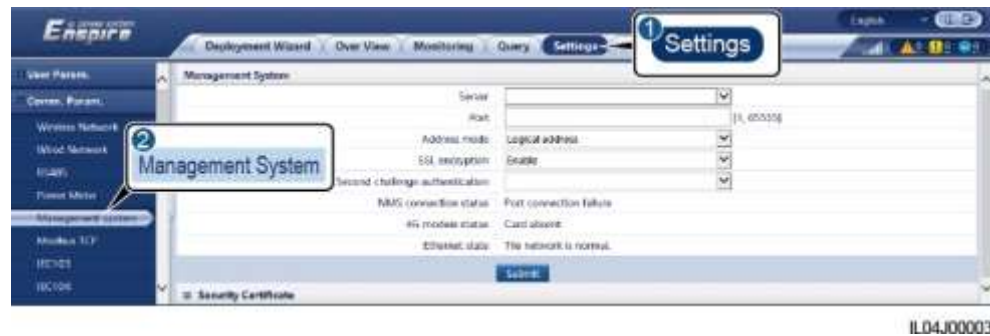 Enspire
English
Deployment Wizard
Over View
Monitoring
Query
Settings
1
Settings
User Param.
Comm. Param.
Wireless Network
Wired Network
RS485
Power Meter
Management System
Modbus TCP
IEC103
IEC104
2
Management System
Management System
Server
Port
[1, 65535]
Address mode
Logical address
SSL encryption
Enable
Second challenge authentication
NMS connection status
Port connection failure
4G module status
Card absent
Ethernet state
The network is normal.
Submit
Security Certificate
IL04J00003